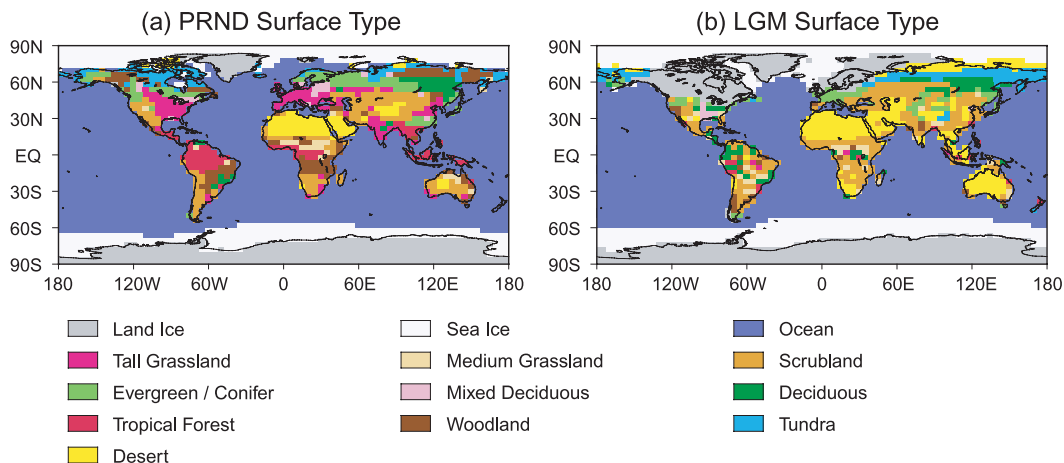 (a) PRND Surface Type
(b) LGM Surface Type
90N
60N
30N
EQ
30S
60S
90S
180 120W 60W 0 60E 120E 180
90N
60N
30N
EQ
30S
60S
90S
180 120W 60W 0 60E 120E 180
Land Ice
Sea Ice
Ocean
Tall Grassland
Medium Grassland
Scrubland
Evergreen / Conifer
Mixed Deciduous
Deciduous
Tropical Forest
Woodland
Tundra
Desert